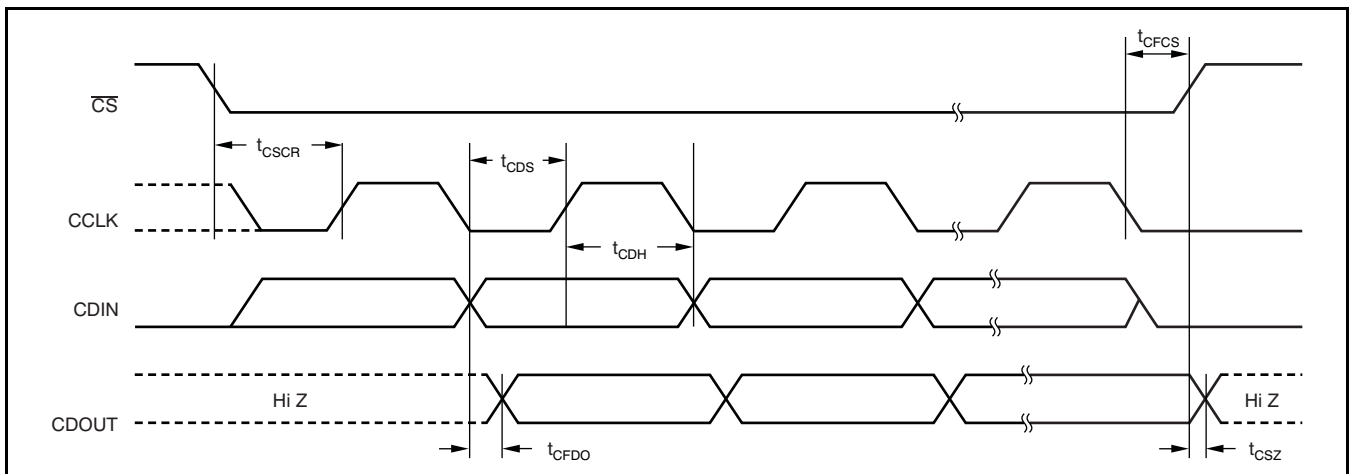 tCFCS
CS
tCSCR
tCDS
CCLK
tCDH
CDIN
Hi Z
Hi Z
CDOUT
tCFDO
tCSZ